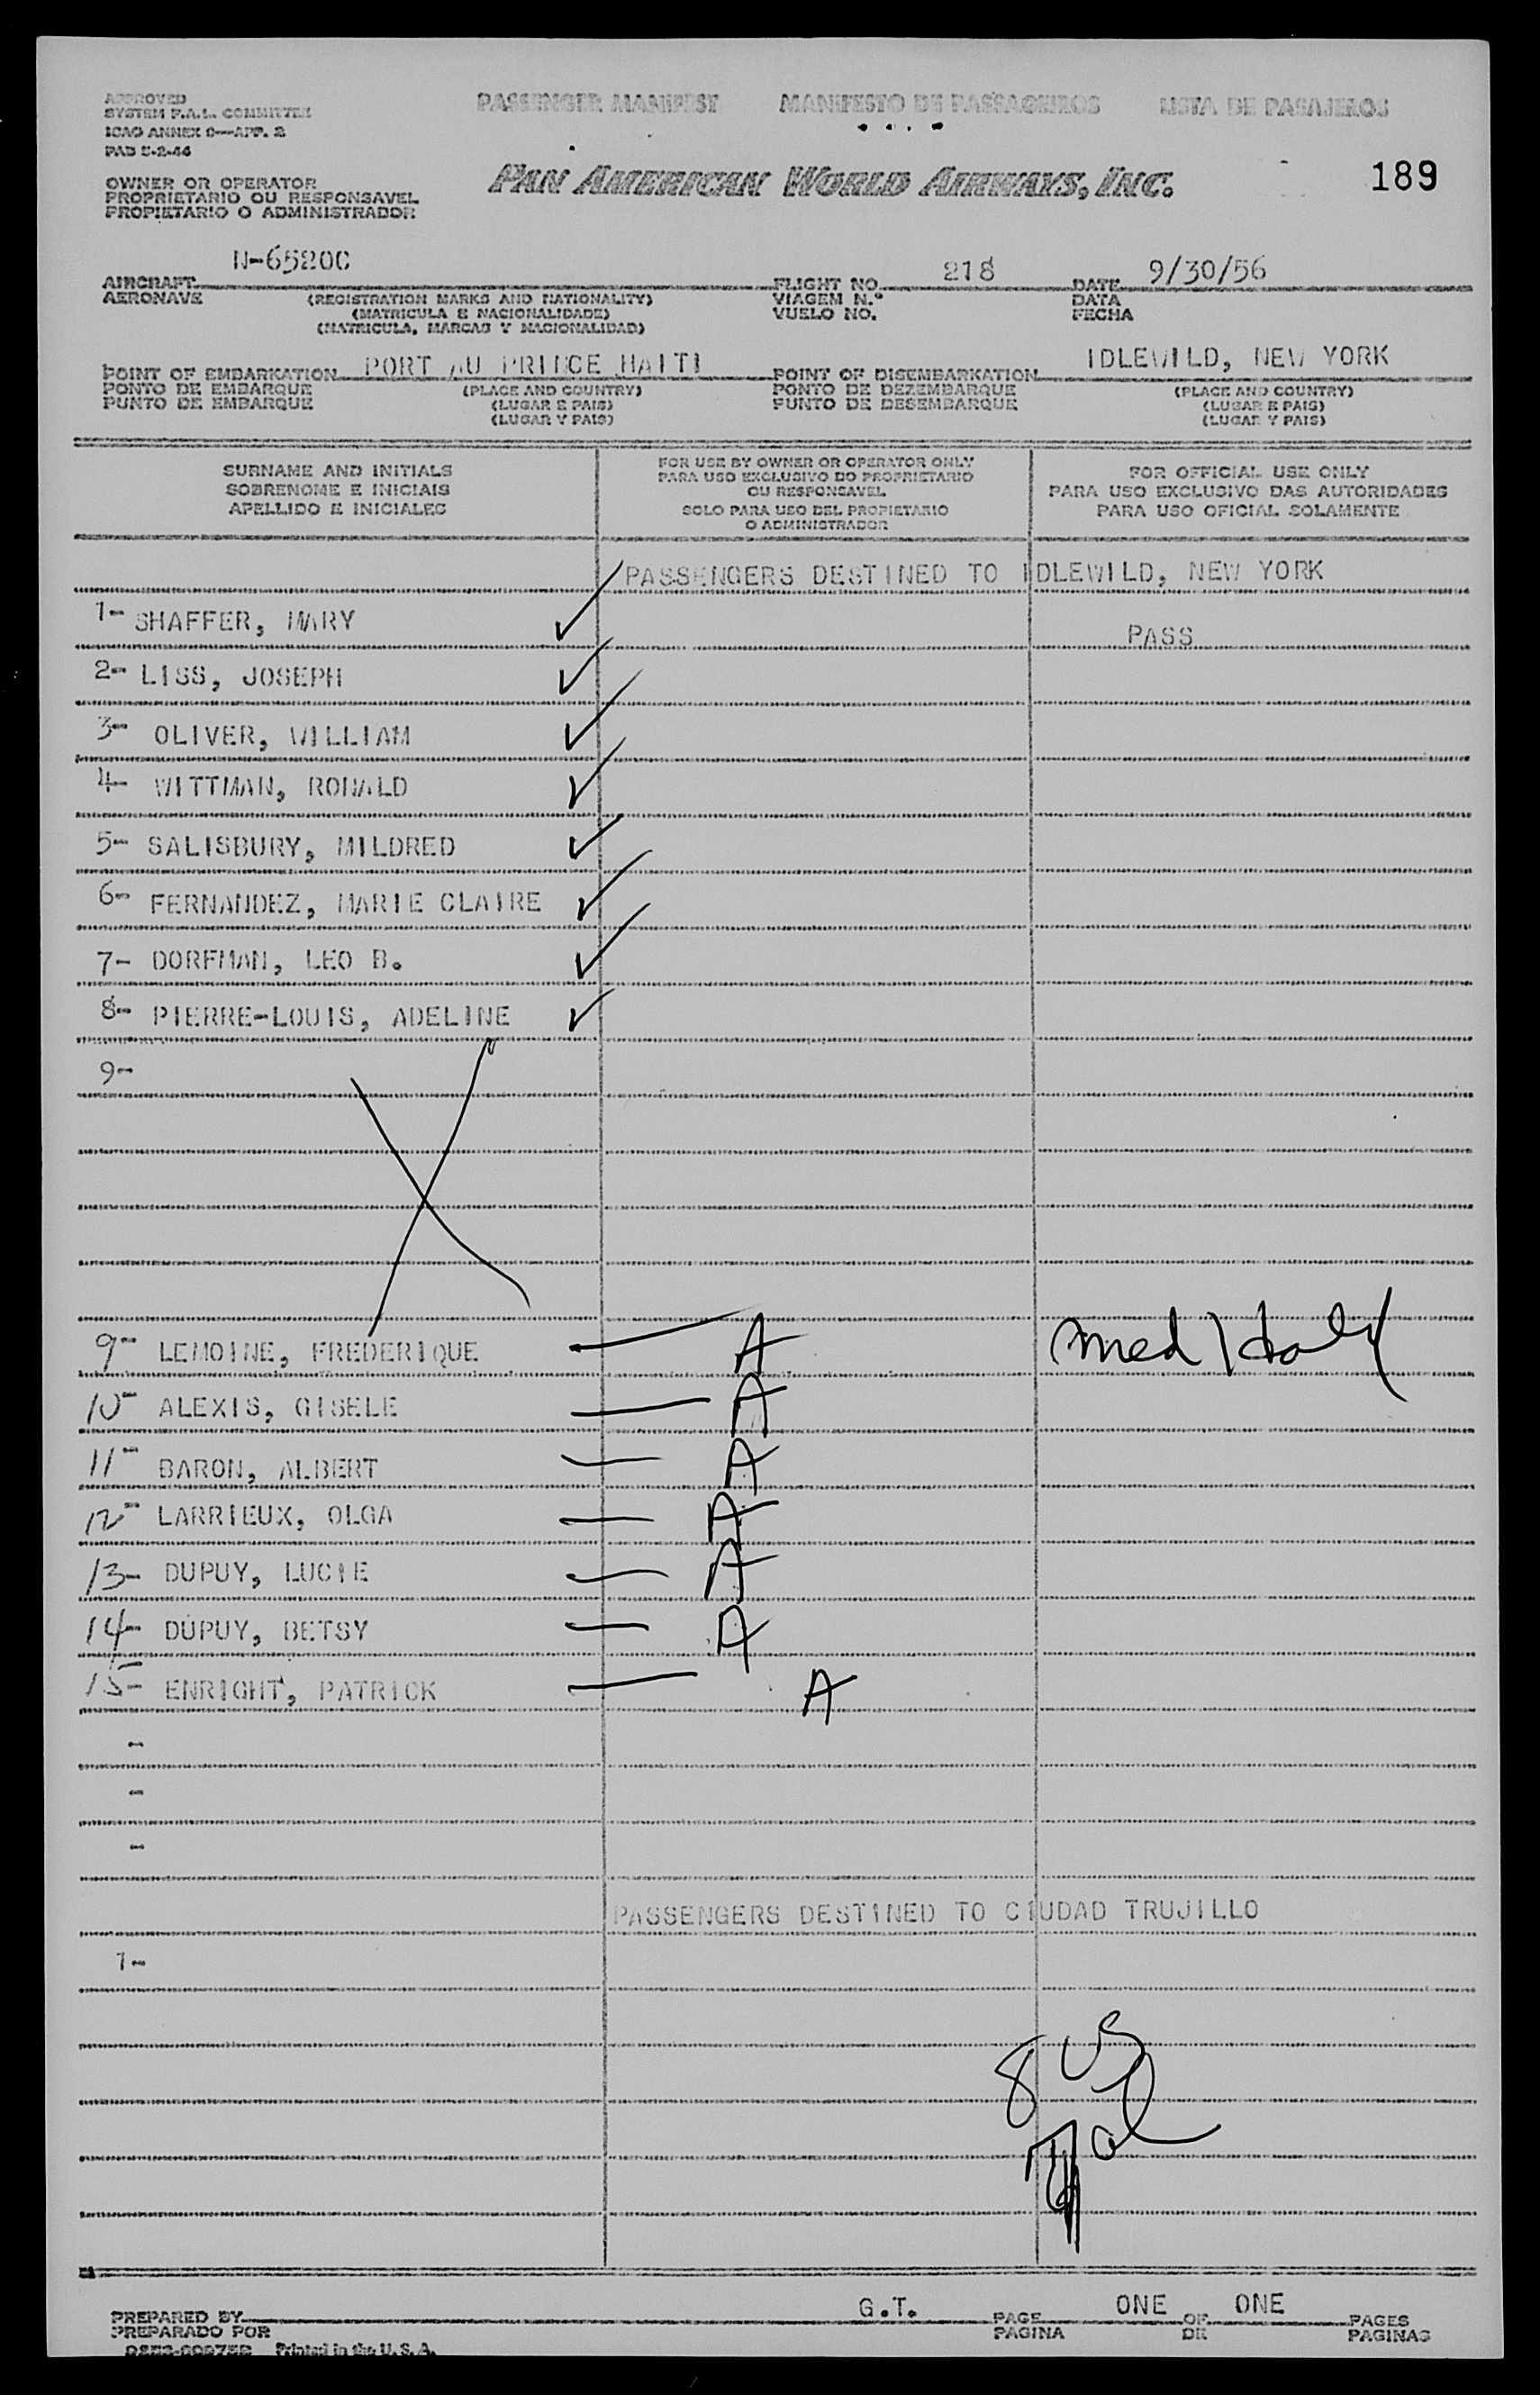 APPROVED
SYSTEM F.A.L. COMMITTEE
ICAO ANNEX 9—APP. 2
PAD 5-2-46
PASSENGER MANIFEST MANIFESTO DE PASSAGEIROS LISTA DE PASAJEROS
PAN AMERICAN WORLD AIRWAYS, INC.
189
OWNER OR OPERATOR
PROPRIETARIO OU RESPONSAVEL
PROPIETARIO O ADMINISTRADOR
AIRCRAFT N-6520C FLIGHT NO. 218 DATE 9/30/56
AERONAVE (REGISTRATION MARKS AND NATIONALITY) VIAGEM N.º DATA
(MATRICULA E NACIONALIDADE) VUELO NO. FECHA
(MATRICULA, MARCAS Y NACIONALIDAD)
POINT OF EMBARKATION PORT AU PRINCE HAITI POINT OF DISEMBARKATION IDLEWILD, NEW YORK
PONTO DE EMBARQUE (PLACE AND COUNTRY) PONTO DE DEZEMBARQUE (PLACE AND COUNTRY)
PUNTO DE EMBARQUE (LUGAR E PAIS) PUNTO DE DESEMBARQUE (LUGAR E PAIS)
(LUGAR Y PAIS) (LUGAR Y PAIS)
SURNAME AND INITIALS
SOBRENOME E INICIAIS
APELLIDO E INICIALES
FOR USE BY OWNER OR OPERATOR ONLY
PARA USO EXCLUSIVO DO PROPRIETARIO
OU RESPONSAVEL
SOLO PARA USO DEL PROPIETARIO
O ADMINISTRADOR
FOR OFFICIAL USE ONLY
PARA USO EXCLUSIVO DAS AUTORIDADES
PARA USO OFICIAL SOLAMENTE
PASSENGERS DESTINED TO IDLEWILD, NEW YORK
1- SHAFFER, MARY PASS
2- LISS, JOSEPH
3- OLIVER, WILLIAM
4- WITTMAN, RONALD
5- SALISBURY, MILDRED
6- FERNANDEZ, MARIE CLAIRE
7- DORFMAN, LEO B.
8- PIERRE-LOUIS, ADELINE
9-
9- LEMOINE, FREDERIQUE A Med Hold
10- ALEXIS, GISELE A
11- BARON, ALBERT A
12- LARRIEUX, OLGA A
13- DUPUY, LUCIE A
14- DUPUY, BETSY A
15- ENRIGHT, PATRICK A
-
-
-
PASSENGERS DESTINED TO CIUDAD TRUJILLO
1-
8 US
7 al
PREPARED BY G.T. PAGE ONE OF ONE PAGES
PREPARADO POR PAGINA DE PAGINAS
Printed in the U. S. A.